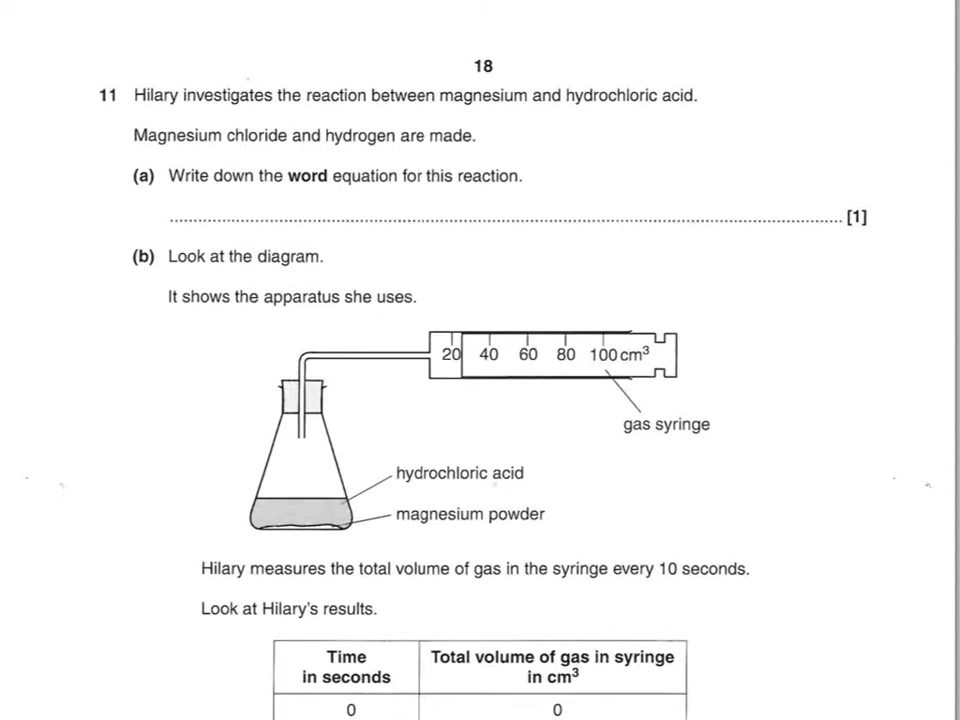 18
11 Hilary investigates the reaction between magnesium and hydrochloric acid.
Magnesium chloride and hydrogen are made.
(a) Write down the word equation for this reaction.
........................................................................................................................................ [1]
(b) Look at the diagram.
It shows the apparatus she uses.
20 40 60 80 100 cm³
gas syringe
hydrochloric acid
magnesium powder
Hilary measures the total volume of gas in the syringe every 10 seconds.
Look at Hilary's results.
Time Total volume of gas in syringe
in seconds in cm³
0 0